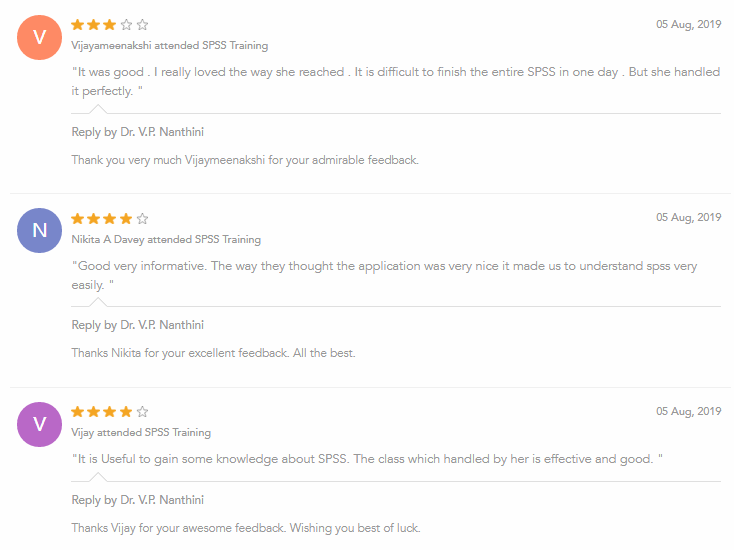 V
05 Aug, 2019
Vijayameenakshi attended SPSS Training
"It was good . I really loved the way she reached . It is difficult to finish the entire SPSS in one day . But she handled
it perfectly. "
Reply by Dr. V.P. Nanthini
Thank you very much Vijaymeenakshi for your admirable feedback.
N
05 Aug, 2019
Nikita A Davey attended SPSS Training
"Good very informative. The way they thought the application was very nice it made us to understand spss very
easily. "
Reply by Dr. V.P. Nanthini
Thanks Nikita for your excellent feedback. All the best.
V
05 Aug, 2019
Vijay attended SPSS Training
"It is Useful to gain some knowledge about SPSS. The class which handled by her is effective and good. "
Reply by Dr. V.P. Nanthini
Thanks Vijay for your awesome feedback. Wishing you best of luck.